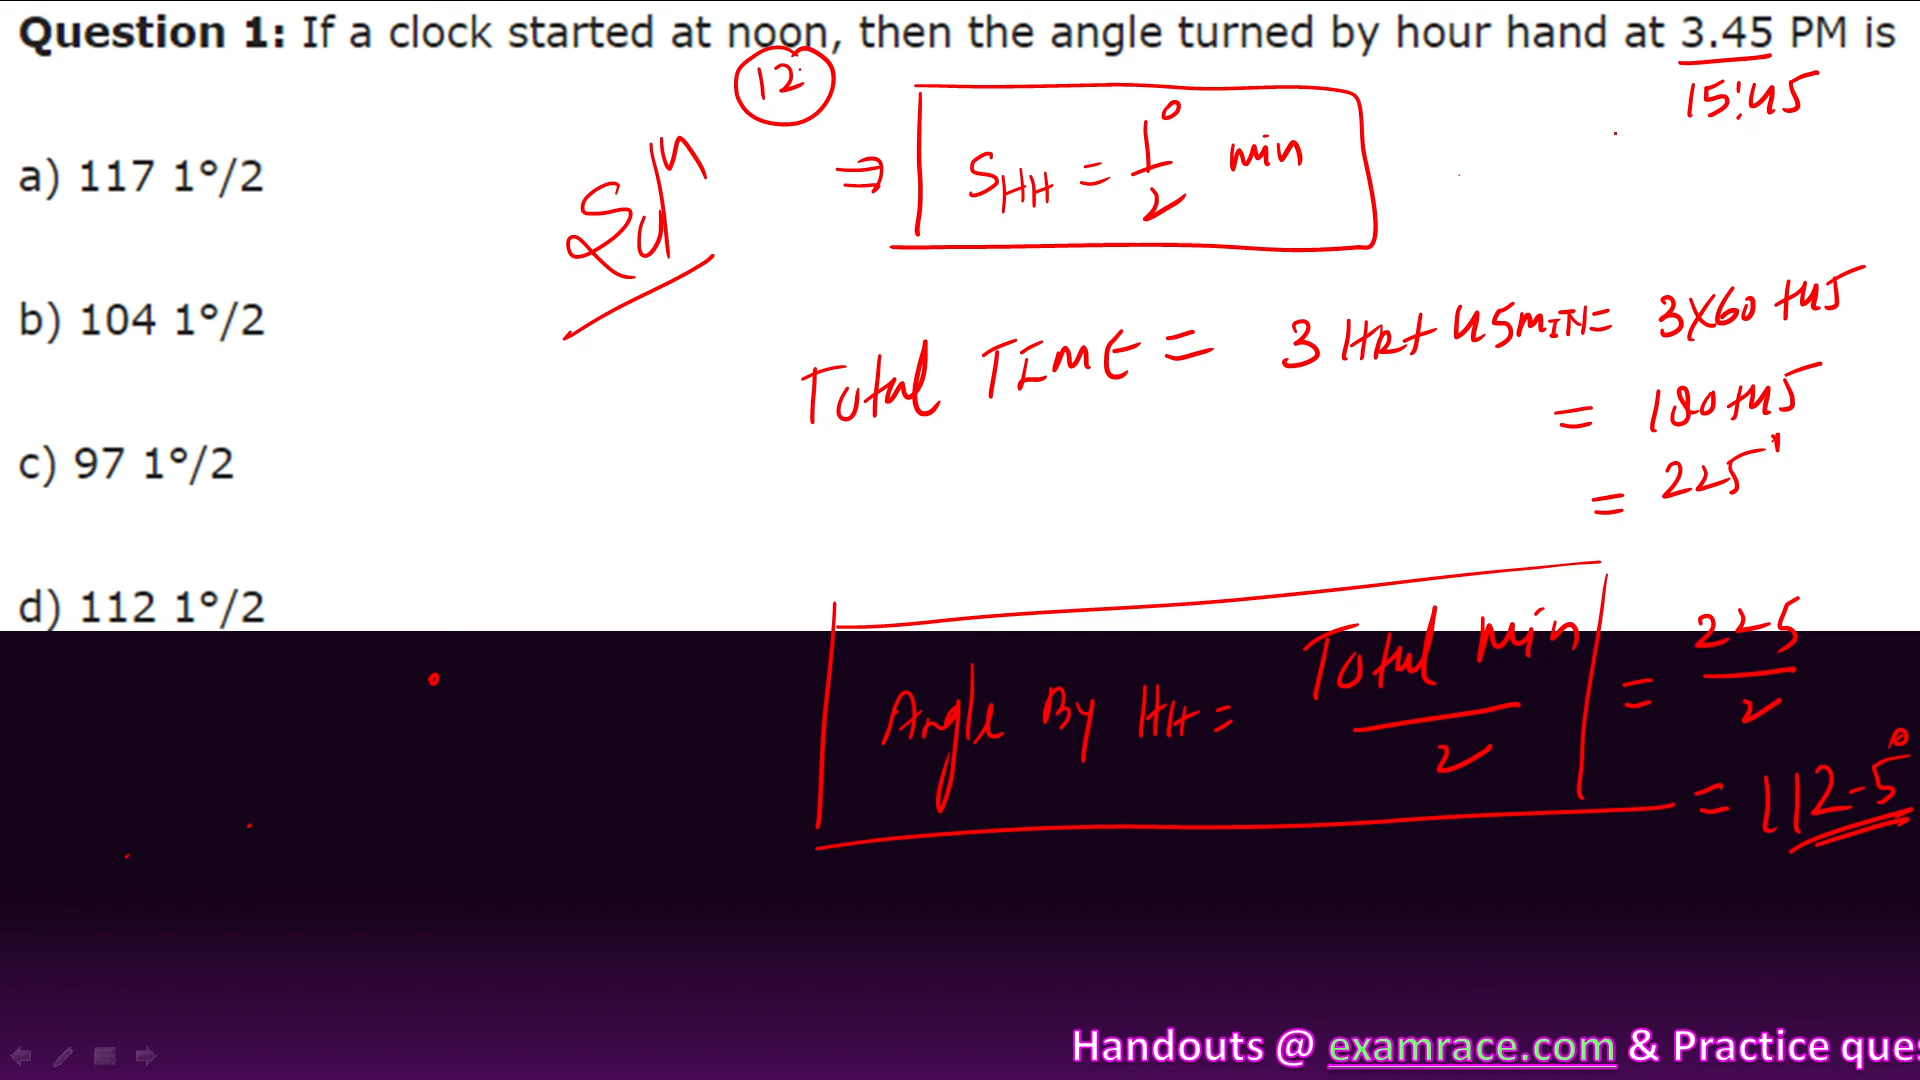 Question 1: If a clock started at noon, then the angle turned by hour hand at 3.45 PM is
12
15:45
a) 117 1°/2
Solⁿ ⇒ S_HH = 1°/2 min
b) 104 1°/2
Total TIME = 3 HR + 45 MIN = 3X60 + 45
= 180 + 45
c) 97 1°/2
= 225
d) 112 1°/2
Angle By HH = Total min/2 = 225/2
= 112.5°
Handouts @ examrace.com & Practice ques